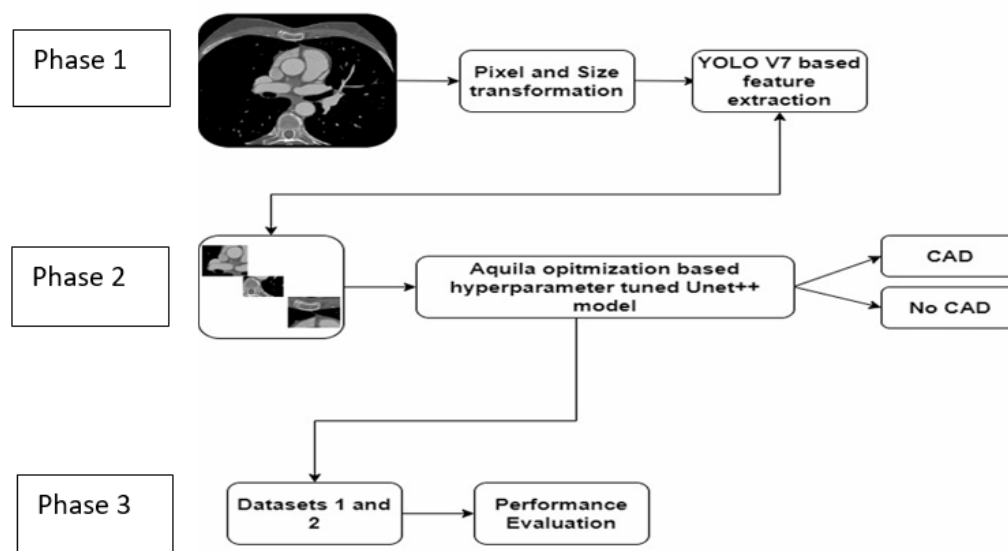 Phase 1
Pixel and Size
transformation
YOLO V7 based
feature
extraction
Phase 2
Aquila opitmization based
hyperparameter tuned Unet++
model
CAD
No CAD
Phase 3
Datasets 1 and
2
Performance
Evaluation